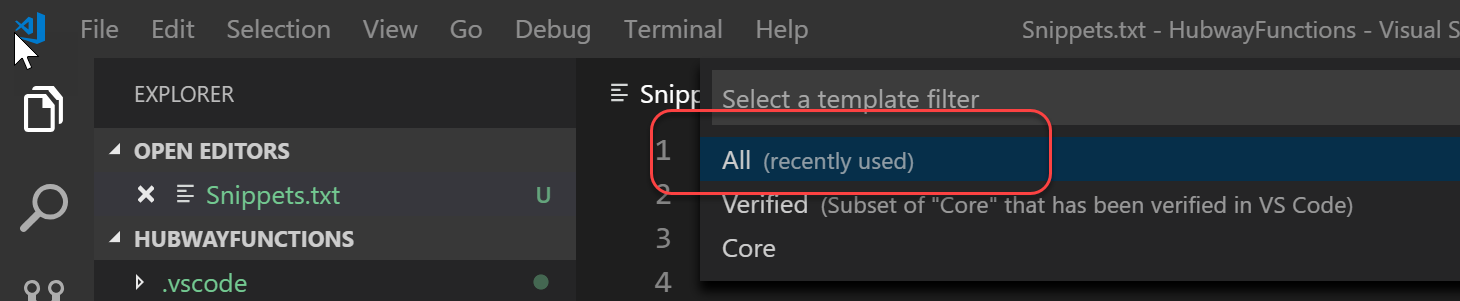 File Edit Selection View Go Debug Terminal Help Snippets.txt - HubwayFunctions - Visual S
EXPLORER
OPEN EDITORS
Snippets.txt U
HUBWAYFUNCTIONS
.vscode
Snipp
1
2
3
4
Select a template filter
All (recently used)
Verified (Subset of "Core" that has been verified in VS Code)
Core